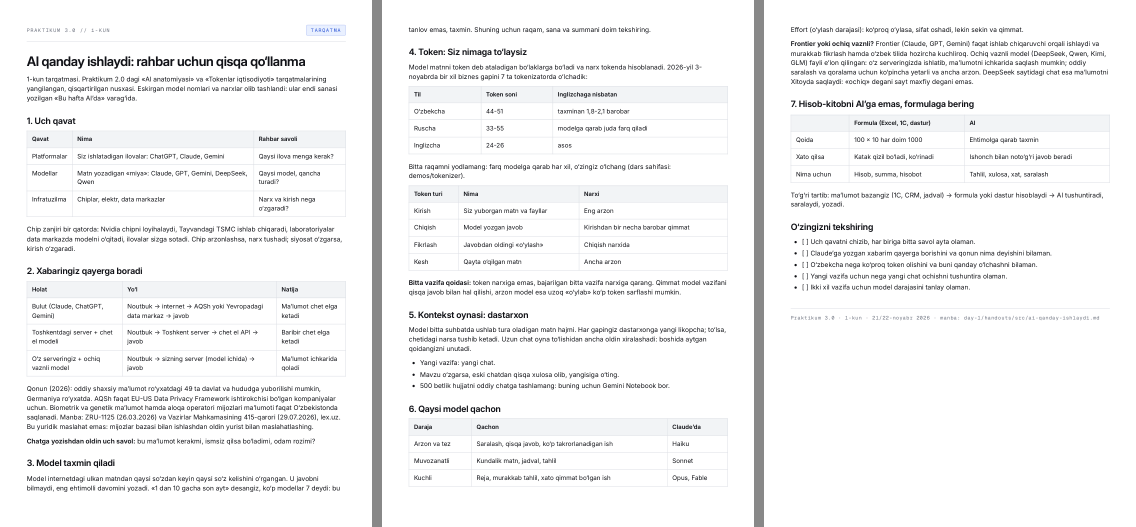 PRAKTIKUM 3.0 // 1-KUN
TARQATMA
AI qanday ishlaydi: rahbar uchun qisqa qo'llanma
1-kun tarqatmasi. Praktikum 2.0 dagi «AI anatomiyasi» va «Tokenlar iqtisodiyoti» tarqatmalarining
yangilangan, qisqartirilgan nusxasi. Eskirgan model nomlari va narxlar olib tashlandi: ular endi sanasi
yozilgan «Bu hafta AI'da» varag'ida.
1. Uch qavat
Qavat Nima Rahbar savoli
Platformalar Siz ishlatadigan ilovalar: ChatGPT, Claude, Gemini Qaysi ilova menga kerak?
Modellar Matn yozadigan «miya»: Claude, GPT, Gemini, DeepSeek, Qwen Qaysi model, qancha turadi?
Infratuzilma Chiplar, elektr, data markazlar Narx va kirish nega o'zgaradi?
Chip zanjiri bir qatorda: Nvidia chipni loyihalaydi, Tayvandagi TSMC ishlab chiqaradi, laboratoriyalar
data markazda modelni o'qitadi, ilovalar sizga sotadi. Chip arzonlashsa, narx tushadi; siyosat o'zgarsa,
kirish o'zgaradi.
2. Xabaringiz qayerga boradi
Holat Yo'l Natija
Bulut (Claude, ChatGPT, Gemini) Noutbuk → internet → AQSh yoki Yevropadagi data markaz → javob Ma'lumot chet elga ketadi
Toshkentdagi server + chet el modeli Noutbuk → Toshkent server → chet el API → javob Baribir chet elga ketadi
O'z serveringiz + ochiq vaznli model Noutbuk → sizning server (model ichida) → javob Ma'lumot ichkarida qoladi
Qonun (2026): oddiy shaxsiy ma'lumot ro'yxatdagi 49 ta davlat va hududga yuborilishi mumkin,
Germaniya ro'yxatda. AQSh faqat EU-US Data Privacy Framework ishtirokchisi bo'lgan kompaniyalar
uchun. Biometrik va genetik ma'lumot hamda aloqa operatori mijozlari ma'lumoti faqat O'zbekistonda
saqlanadi. Manba: ZRU-1125 (26.03.2026) va Vazirlar Mahkamasining 415-qarori (29.07.2026), lex.uz.
Bu yuridik maslahat emas: mijozlar bazasi bilan ishlashdan oldin yurist bilan maslahatlashing.
Chatga yozishdan oldin uch savol: bu ma'lumot kerakmi, ismsiz qilsa bo'ladimi, odam rozimi?
3. Model taxmin qiladi
Model internetdagi ulkan matndan qaysi so'zdan keyin qaysi so'z kelishini o'rgangan. U javobni
bilmaydi, eng ehtimolli davomini yozadi. «1 dan 10 gacha son ayt» desangiz, ko'p modellar 7 deydi: bu
tanlov emas, taxmin. Shuning uchun raqam, sana va summani doim tekshiring.
4. Token: Siz nimaga to'laysiz
Model matnni token deb ataladigan bo'laklarga bo'ladi va narx tokenda hisoblanadi. 2026-yil 3-
noyabrda bir xil biznes gapini 7 ta tokenizatorda o'lchadik:
Til Token soni Inglizchaga nisbatan
O'zbekcha 44-51 taxminan 1,8-2,1 barobar
Ruscha 33-55 modelga qarab juda farq qiladi
Inglizcha 24-26 asos
Bitta raqamni yodlamang: farq modelga qarab har xil, o'zingiz o'lchang (dars sahifasi:
demos/tokenizer).
Token turi Nima Narxi
Kirish Siz yuborgan matn va fayllar Eng arzon
Chiqish Model yozgan javob Kirishdan bir necha barobar qimmat
Fikrlash Javobdan oldingi «o'ylash» Chiqish narxida
Kesh Qayta o'qilgan matn Ancha arzon
Bitta vazifa qoidasi: token narxiga emas, bajarilgan bitta vazifa narxiga qarang. Qimmat model vazifani
qisqa javob bilan hal qilishi, arzon model esa uzoq «o'ylab» ko'p token sarflashi mumkin.
5. Kontekst oynasi: dastarxon
Model bitta suhbatda ushlab tura oladigan matn hajmi. Har gapingiz dastarxonga yangi likopcha; to'lsa,
chetidagi narsa tushib ketadi. Uzun chat oyna to'lishidan ancha oldin xiralashadi: boshida aytgan
qoidangizni unutadi.
• Yangi vazifa: yangi chat.
• Mavzu o'zgarsa, eski chatdan qisqa xulosa olib, yangisiga o'ting.
• 500 betlik hujjatni oddiy chatga tashlamang: buning uchun Gemini Notebook bor.
6. Qaysi model qachon
Daraja Qachon Claude'da
Arzon va tez Saralash, qisqa javob, ko'p takrorlanadigan ish Haiku
Muvozanatli Kundalik matn, jadval, tahlil Sonnet
Kuchli Reja, murakkab tahlil, xato qimmat bo'lgan ish Opus, Fable
Effort (o'ylash darajasi): ko'proq o'ylasa, sifat oshadi, lekin sekin va qimmat.
Frontier yoki ochiq vaznli? Frontier (Claude, GPT, Gemini) faqat ishlab chiqaruvchi orqali ishlaydi va
murakkab fikrlash hamda o'zbek tilida hozircha kuchliroq. Ochiq vaznli model (DeepSeek, Qwen, Kimi,
GLM) fayli e'lon qilingan: o'z serveringizda ishlatib, ma'lumotni ichkarida saqlash mumkin; oddiy
saralash va qoralama uchun ko'pincha yetarli va ancha arzon. DeepSeek saytidagi chat esa ma'lumotni
Xitoyda saqlaydi: «ochiq» degani sayt maxfiy degani emas.
7. Hisob-kitobni AI'ga emas, formulaga bering
Formula (Excel, 1C, dastur) AI
Qoida 100 × 10 har doim 1000 Ehtimolga qarab taxmin
Xato qilsa Katak qizil bo'ladi, ko'rinadi Ishonch bilan noto'g'ri javob beradi
Nima uchun Hisob, summa, hisobot Tahlil, xulosa, xat, saralash
To'g'ri tartib: ma'lumot bazangiz (1C, CRM, jadval) → formula yoki dastur hisoblaydi → AI tushuntiradi,
saralaydi, yozadi.
O'zingizni tekshiring
• [ ] Uch qavatni chizib, har biriga bitta savol ayta olaman.
• [ ] Claude'ga yozgan xabarim qayerga borishini va qonun nima deyishini bilaman.
• [ ] O'zbekcha nega ko'proq token olishini va buni qanday o'lchashni bilaman.
• [ ] Yangi vazifa uchun nega yangi chat ochishni tushuntira olaman.
• [ ] Ikki xil vazifa uchun model darajasini tanlay olaman.
Praktikum 3.0 · 1-kun · 21/22-noyabr 2026 · manba: day-1/handouts/src/ai-qanday-ishlaydi.md